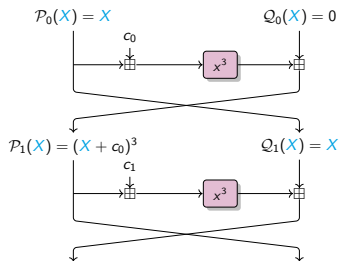 𝒫₀(X) = X 𝒬₀(X) = 0
c₀
x³
𝒫₁(X) = (X + c₀)³ 𝒬₁(X) = X
c₁
x³